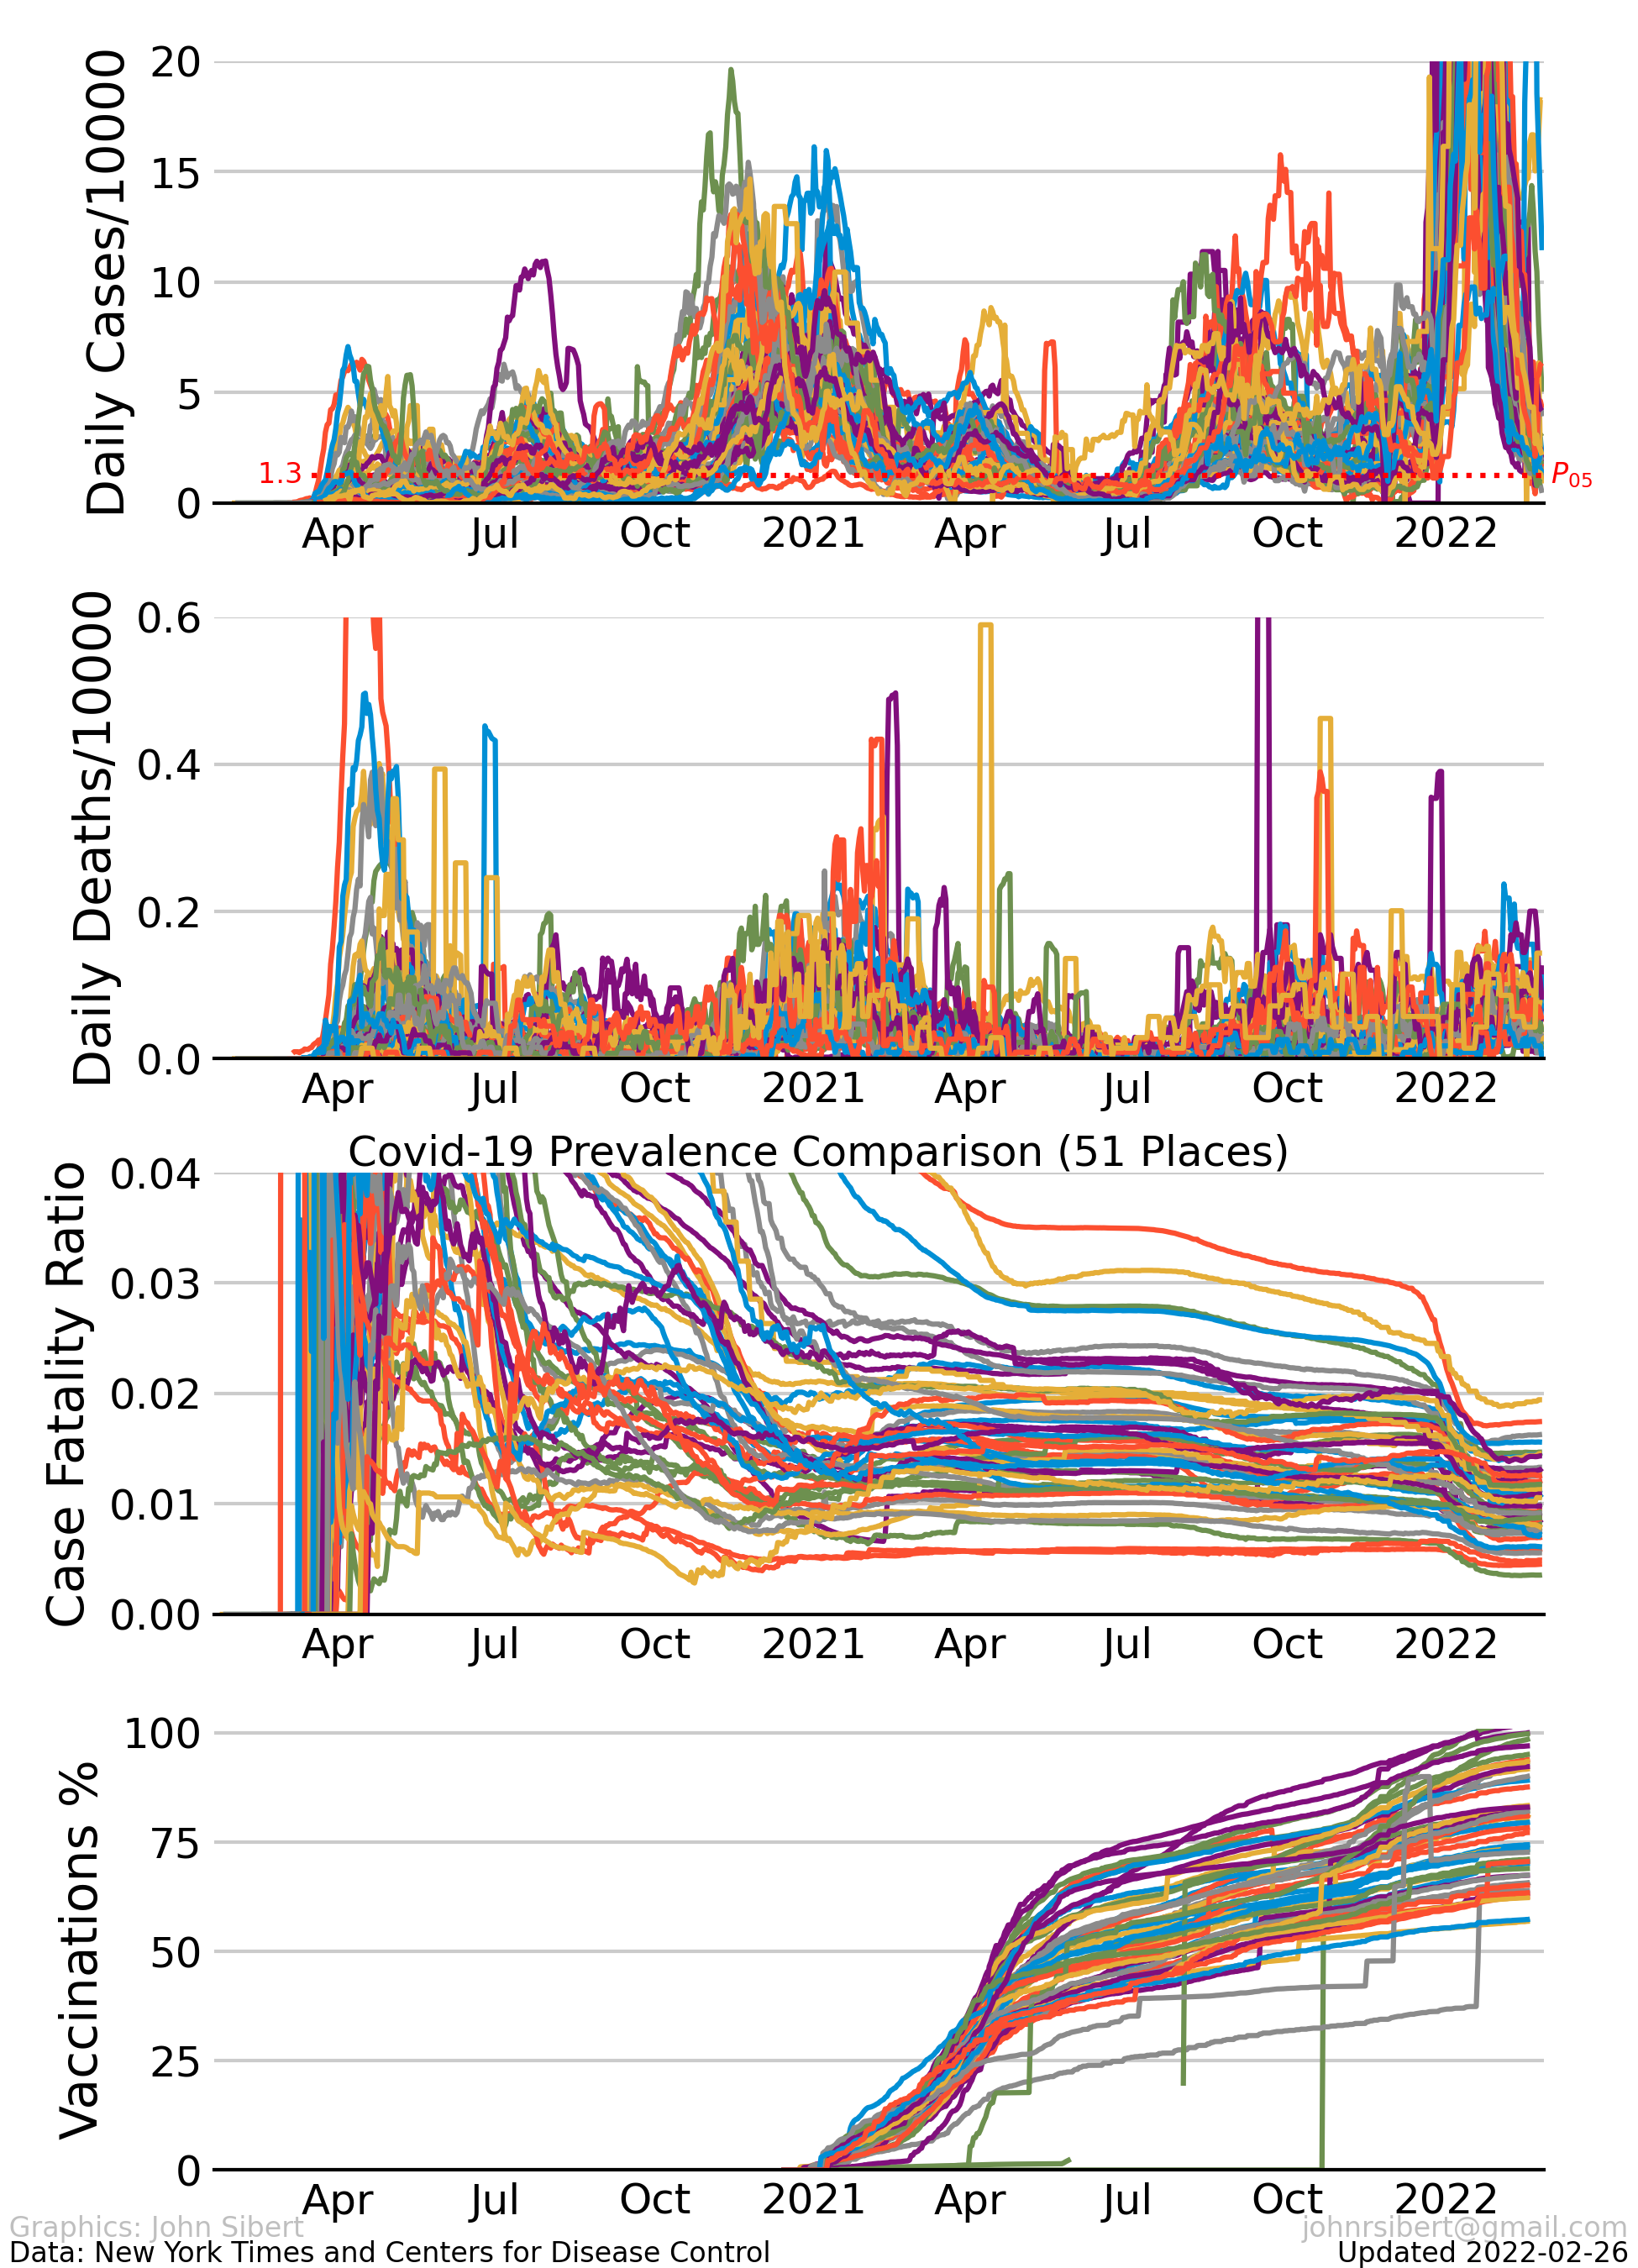 Daily Cases/10000
20
15
10
5
0
1.3
P05
Apr Jul Oct 2021 Apr Jul Oct 2022
Daily Deaths/10000
0.6
0.4
0.2
0.0
Apr Jul Oct 2021 Apr Jul Oct 2022
Covid-19 Prevalence Comparison (51 Places)
Case Fatality Ratio
0.04
0.03
0.02
0.01
0.00
Apr Jul Oct 2021 Apr Jul Oct 2022
Vaccinations %
100
75
50
25
0
Apr Jul Oct 2021 Apr Jul Oct 2022
Graphics: John Sibert johnrsibert@gmail.com
Data: New York Times and Centers for Disease Control Updated 2022-02-26